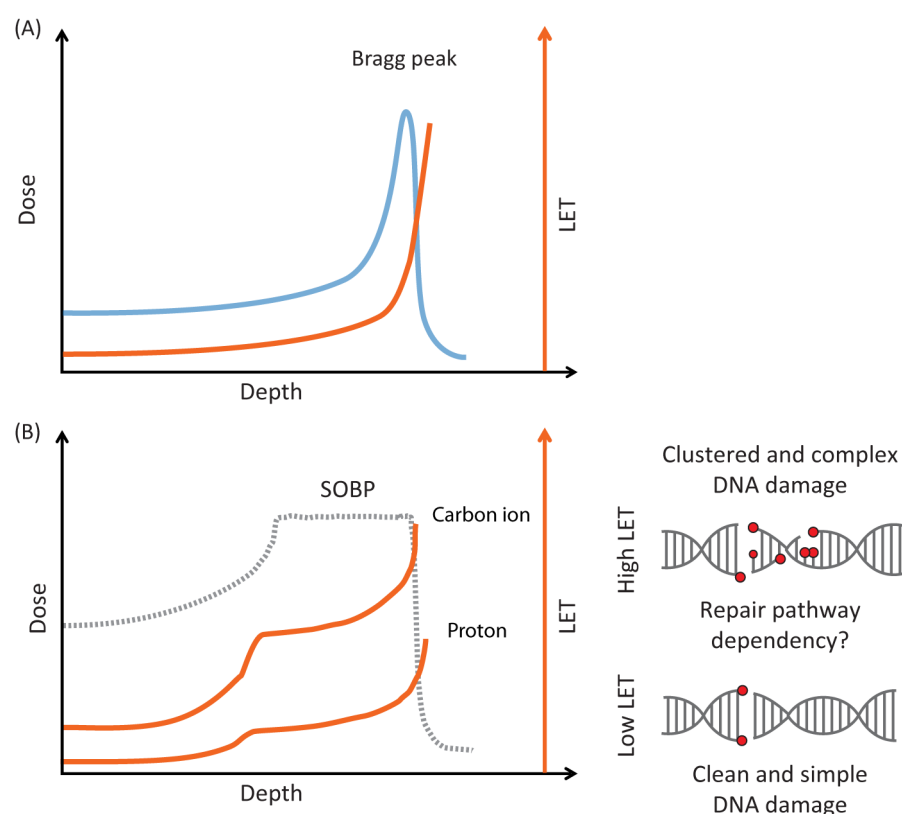 (A)
Bragg peak
Dose
LET
Depth
(B)
SOBP
Carbon ion
Proton
Dose
LET
Depth
Clustered and complex
DNA damage
High LET
Repair pathway
dependency?
Low LET
Clean and simple
DNA damage